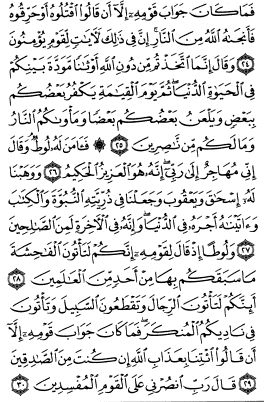 فَمَا كَانَ جَوَابَ قَوْمِهِۦٓ إِلَّآ أَن قَالُوا۟ ٱقْتُلُوهُ أَوْ حَرِّقُوهُ
فَأَنجَىٰهُ ٱللَّهُ مِنَ ٱلنَّارِ إِنَّ فِى ذَٰلِكَ لَءَايَٰتٍ لِّقَوْمٍ يُؤْمِنُونَ
٢٤ وَقَالَ إِنَّمَا ٱتَّخَذْتُم مِّن دُونِ ٱللَّهِ أَوْثَٰنًا مَّوَدَّةَ بَيْنِكُمْ
فِى ٱلْحَيَوٰةِ ٱلدُّنْيَا ثُمَّ يَوْمَ ٱلْقِيَٰمَةِ يَكْفُرُ بَعْضُكُم
بِبَعْضٍ وَيَلْعَنُ بَعْضُكُم بَعْضًا وَمَأْوَىٰكُمُ ٱلنَّارُ
وَمَا لَكُم مِّن نَّٰصِرِينَ ٢٥ ۞ فَـَٔامَنَ لَهُۥ لُوطٌ وَقَالَ
إِنِّى مُهَاجِرٌ إِلَىٰ رَبِّىٓ إِنَّهُۥ هُوَ ٱلْعَزِيزُ ٱلْحَكِيمُ ٢٦ وَوَهَبْنَا
لَهُۥٓ إِسْحَٰقَ وَيَعْقُوبَ وَجَعَلْنَا فِى ذُرِّيَّتِهِ ٱلنُّبُوَّةَ وَٱلْكِتَٰبَ
وَءَاتَيْنَٰهُ أَجْرَهُۥ فِى ٱلدُّنْيَا وَإِنَّهُۥ فِى ٱلْءَاخِرَةِ لَمِنَ ٱلصَّٰلِحِينَ
٢٧ وَلُوطًا إِذْ قَالَ لِقَوْمِهِۦٓ إِنَّكُمْ لَتَأْتُونَ ٱلْفَٰحِشَةَ
مَا سَبَقَكُم بِهَا مِنْ أَحَدٍ مِّنَ ٱلْعَٰلَمِينَ ٢٨
أَئِنَّكُمْ لَتَأْتُونَ ٱلرِّجَالَ وَتَقْطَعُونَ ٱلسَّبِيلَ وَتَأْتُونَ
فِى نَادِيكُمُ ٱلْمُنكَرَ فَمَا كَانَ جَوَابَ قَوْمِهِۦٓ إِلَّآ
أَن قَالُوا۟ ٱئْتِنَا بِعَذَابِ ٱللَّهِ إِن كُنتَ مِنَ ٱلصَّٰدِقِينَ
٢٩ قَالَ رَبِّ ٱنصُرْنِى عَلَى ٱلْقَوْمِ ٱلْمُفْسِدِينَ ٣٠